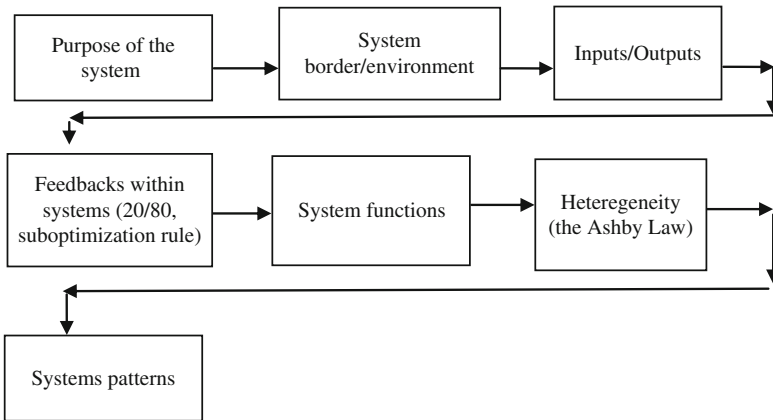 Purpose of the
system
System
border/environment
Inputs/Outputs
Feedbacks within
systems (20/80,
suboptimization rule)
System functions
Heteregeneity
(the Ashby Law)
Systems patterns